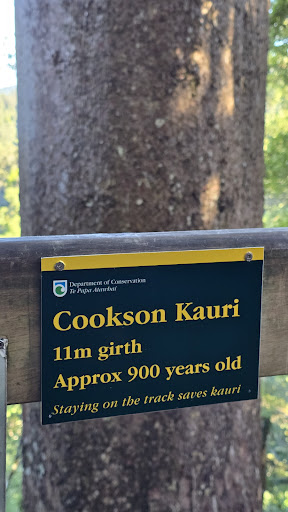 Department of Conservation
Te Papa Atawhai
Cookson Kauri
11m girth
Approx 900 years old
Staying on the track saves kauri